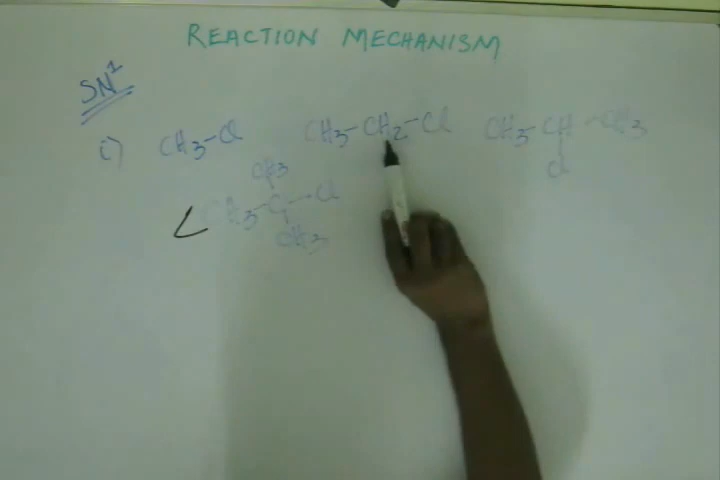 REACTION MECHANISM
SN²
c) CH3-Cl CH3-CH2-Cl CH3-CH-CH3
Cl
CH3
< CH3-C-Cl
CH3